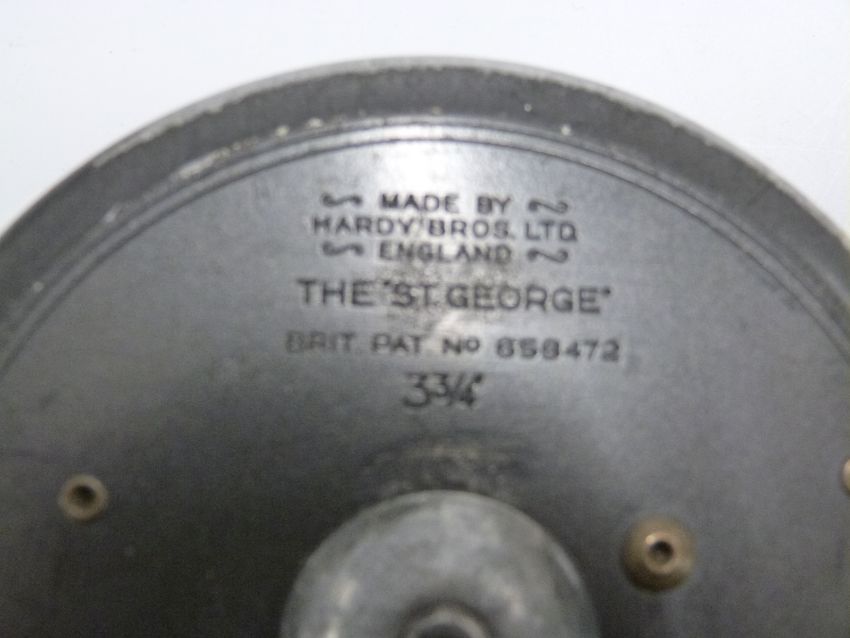 MADE BY
HARDY BROS. LTD
ENGLAND
THE "ST. GEORGE"
BRIT. PAT. No 658472
3¾"